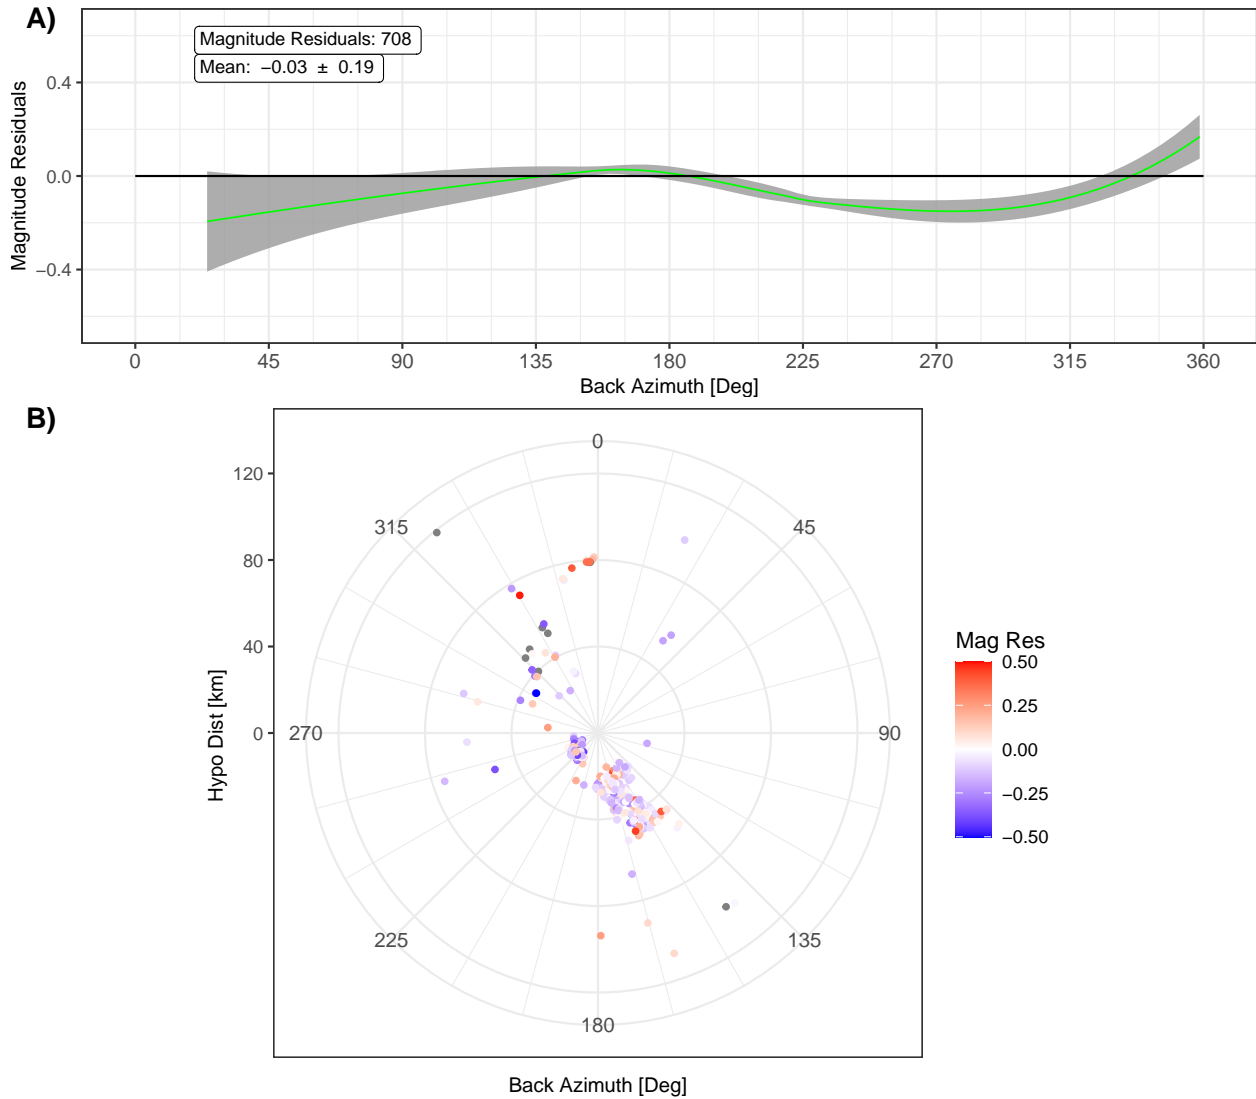 A)
Magnitude Residuals: 708
Mean:  −0.03  ±  0.19
Magnitude Residuals
0.4
0.0
−0.4
0 45 90 135 180 225 270 315 360
Back Azimuth [Deg]
B)
Hypo Dist [km]
120
80
40
0
0
45
90
135
180
225
270
315
Back Azimuth [Deg]
Mag Res
0.50
0.25
0.00
−0.25
−0.50